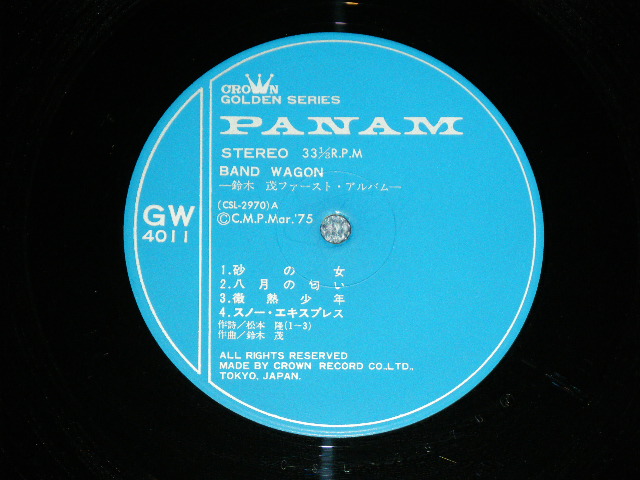 CROWN
GOLDEN SERIES
PANAM
STEREO 33⅓R.P.M
BAND WAGON
—鈴木 茂ファースト・アルバム—
(CSL-2970)A
ⒸC.M.P.Mar.'75
GW
4011
1.砂の女
2.八月の匂い
3.微熱少年
4.スノー・エキスプレス
作詩/松本 隆(1~3)
作曲/鈴木 茂
ALL RIGHTS RESERVED
MADE BY CROWN RECORD CO.,LTD.,
TOKYO, JAPAN.